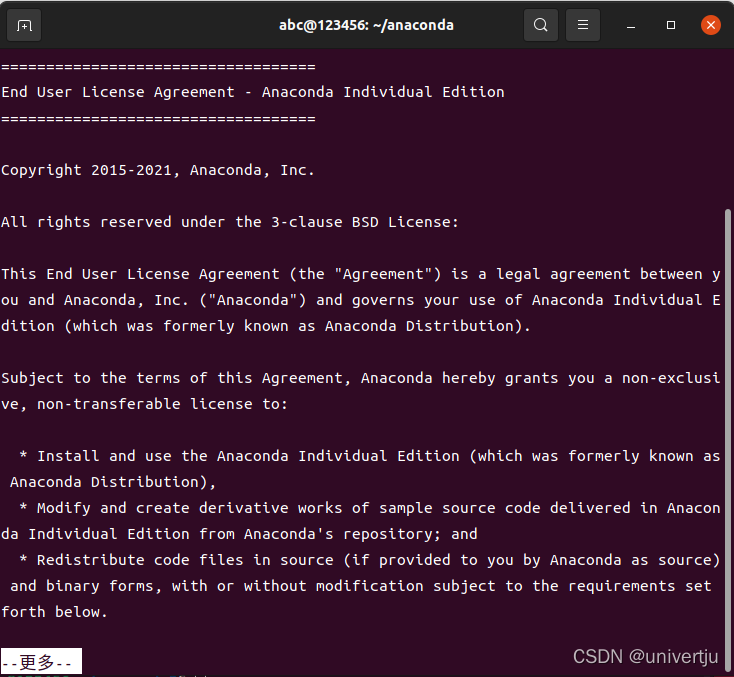 abc@123456: ~/anaconda
===================================
End User License Agreement - Anaconda Individual Edition
===================================
Copyright 2015-2021, Anaconda, Inc.
All rights reserved under the 3-clause BSD License:
This End User License Agreement (the "Agreement") is a legal agreement between y
ou and Anaconda, Inc. ("Anaconda") and governs your use of Anaconda Individual E
dition (which was formerly known as Anaconda Distribution).
Subject to the terms of this Agreement, Anaconda hereby grants you a non-exclusi
ve, non-transferable license to:
  * Install and use the Anaconda Individual Edition (which was formerly known as
 Anaconda Distribution),
  * Modify and create derivative works of sample source code delivered in Anacon
da Individual Edition from Anaconda's repository; and
  * Redistribute code files in source (if provided to you by Anaconda as source)
 and binary forms, with or without modification subject to the requirements set
forth below.
--更多--
CSDN @univertju